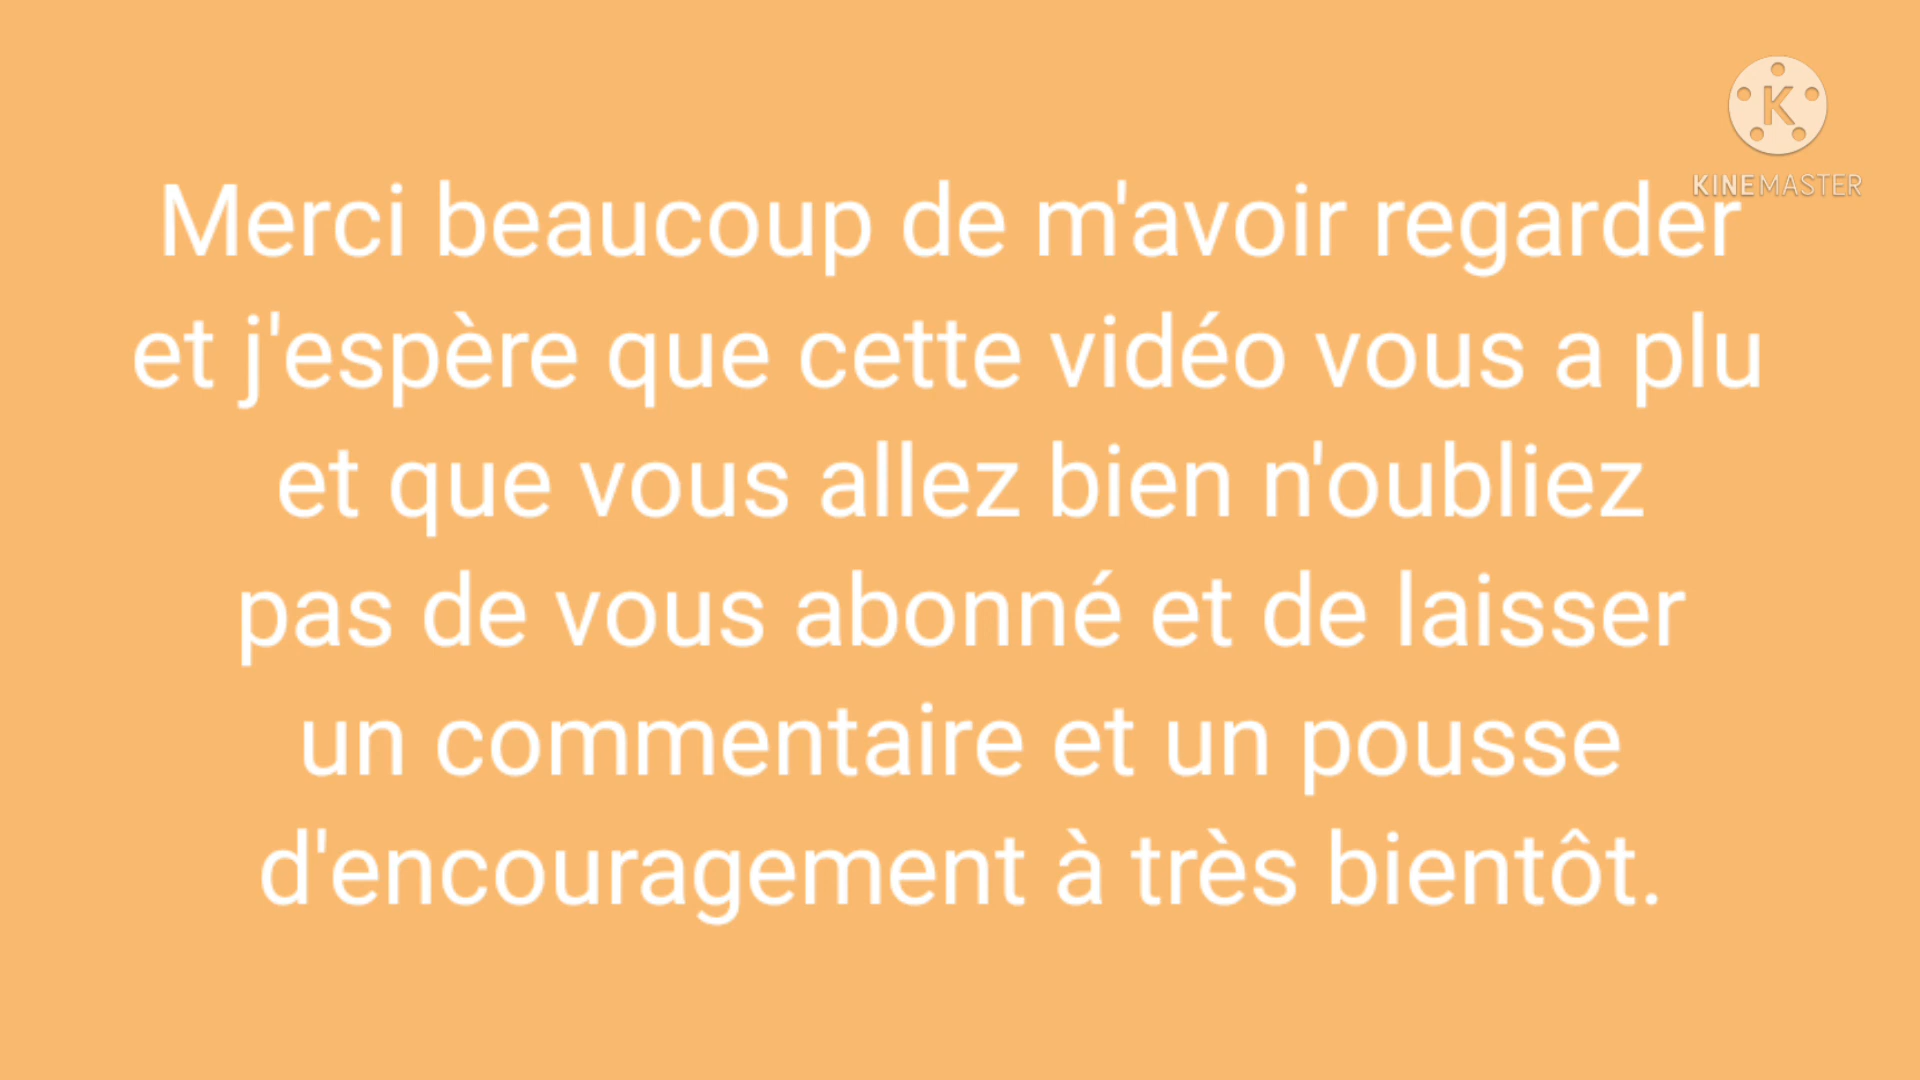 K
KINEMASTER
Merci beaucoup de m'avoir regarder
et j'espère que cette vidéo vous a plu
et que vous allez bien n'oubliez
pas de vous abonné et de laisser
un commentaire et un pousse
d'encouragement à très bientôt.